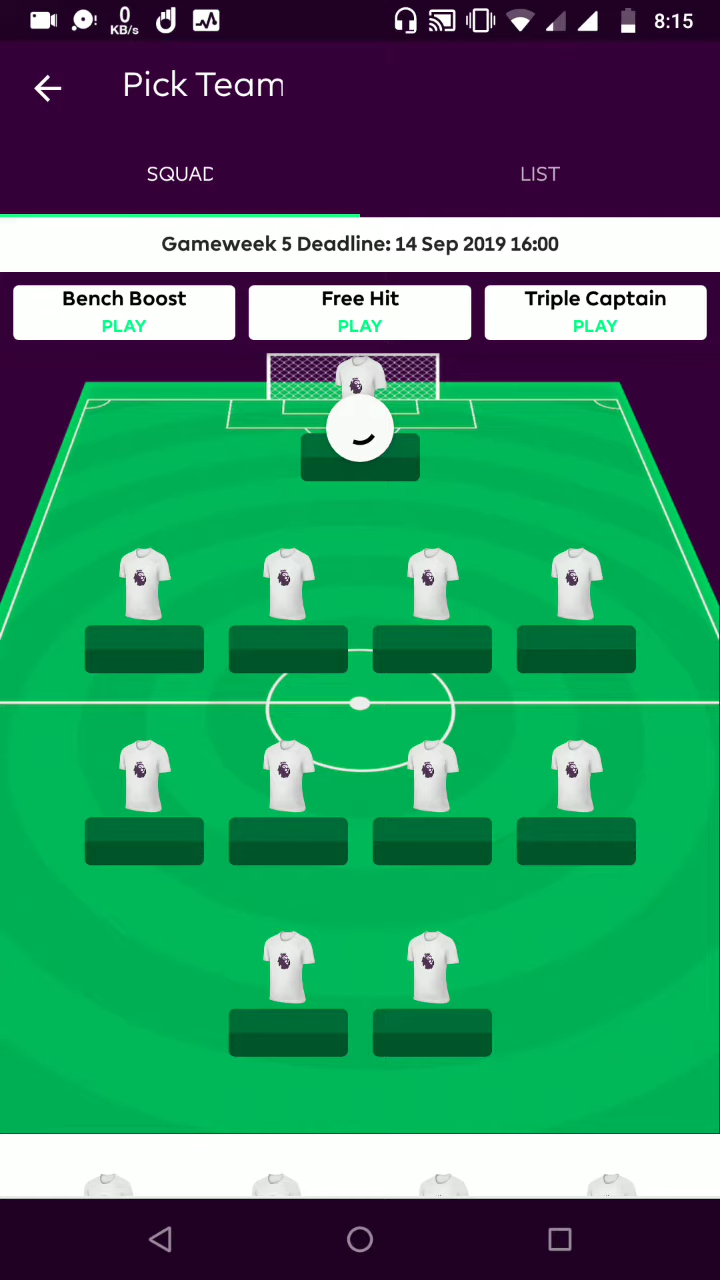 0
KB/s
8:15
Pick Team
SQUAD
LIST
Gameweek 5 Deadline: 14 Sep 2019 16:00
Bench Boost
PLAY
Free Hit
PLAY
Triple Captain
PLAY